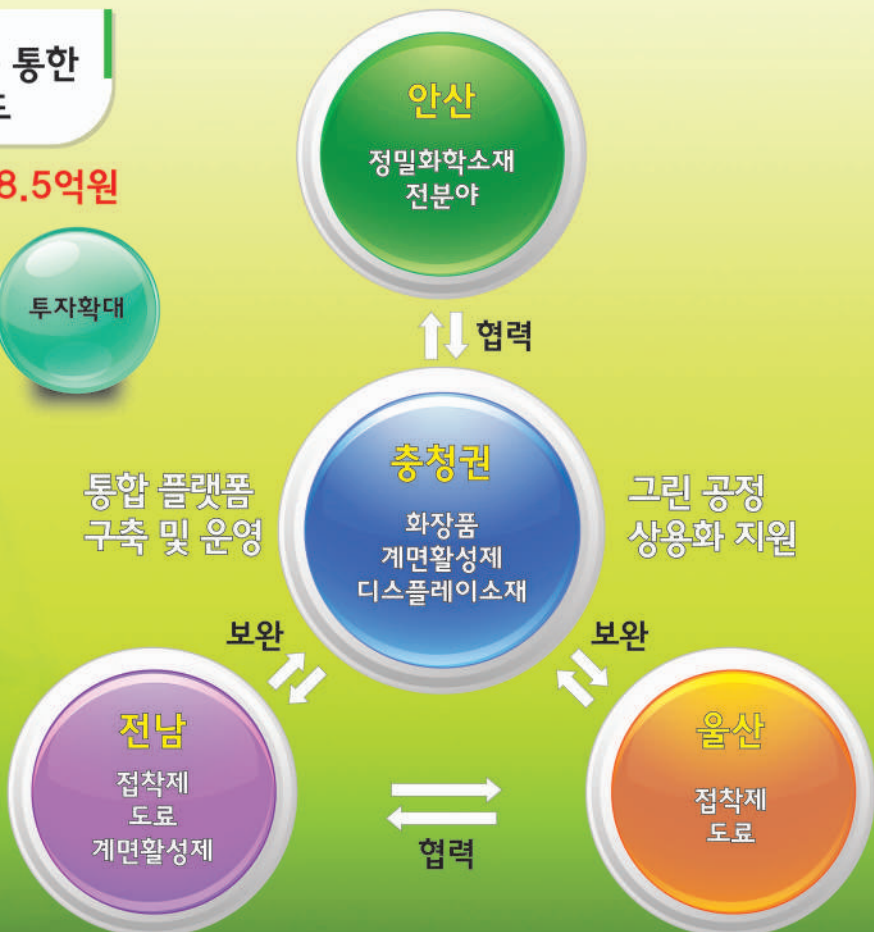 통한
8.5억원
투자확대
안산
정밀화학소재
전분야
협력
충청권
화장품
계면활성제
디스플레이소재
통합 플랫폼
구축 및 운영
그린 공정
상용화 지원
보완
보완
전남
접착제
도료
계면활성제
울산
접착제
도료
협력